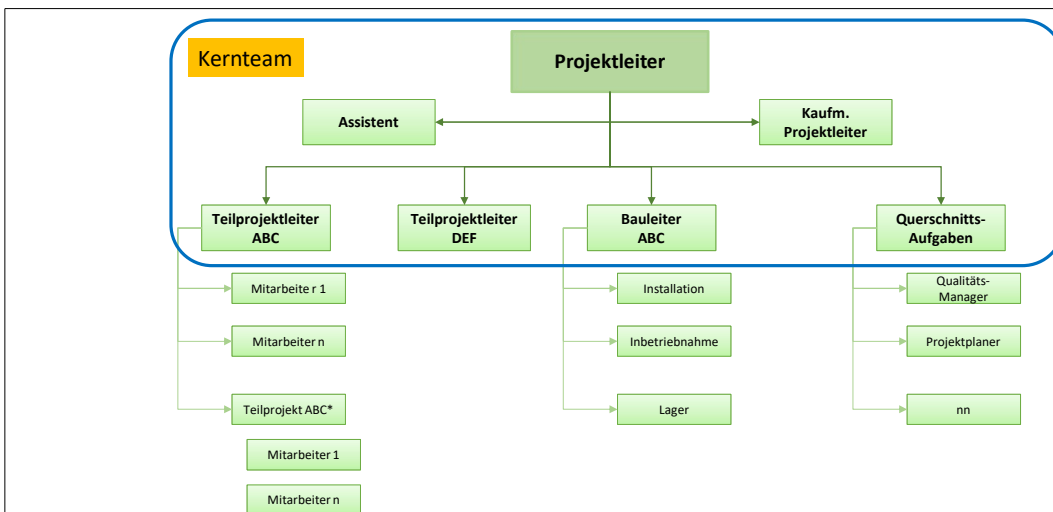 Kernteam
Projektleiter
Assistent
Kaufm.
Projektleiter
Teilprojektleiter
ABC
Teilprojektleiter
DEF
Bauleiter
ABC
Querschnitts-
Aufgaben
Mitarbeite r 1
Installation
Qualitäts-
Manager
Mitarbeiter n
Inbetriebnahme
Projektplaner
Teilprojekt ABC*
Lager
nn
Mitarbeiter 1
Mitarbeiter n